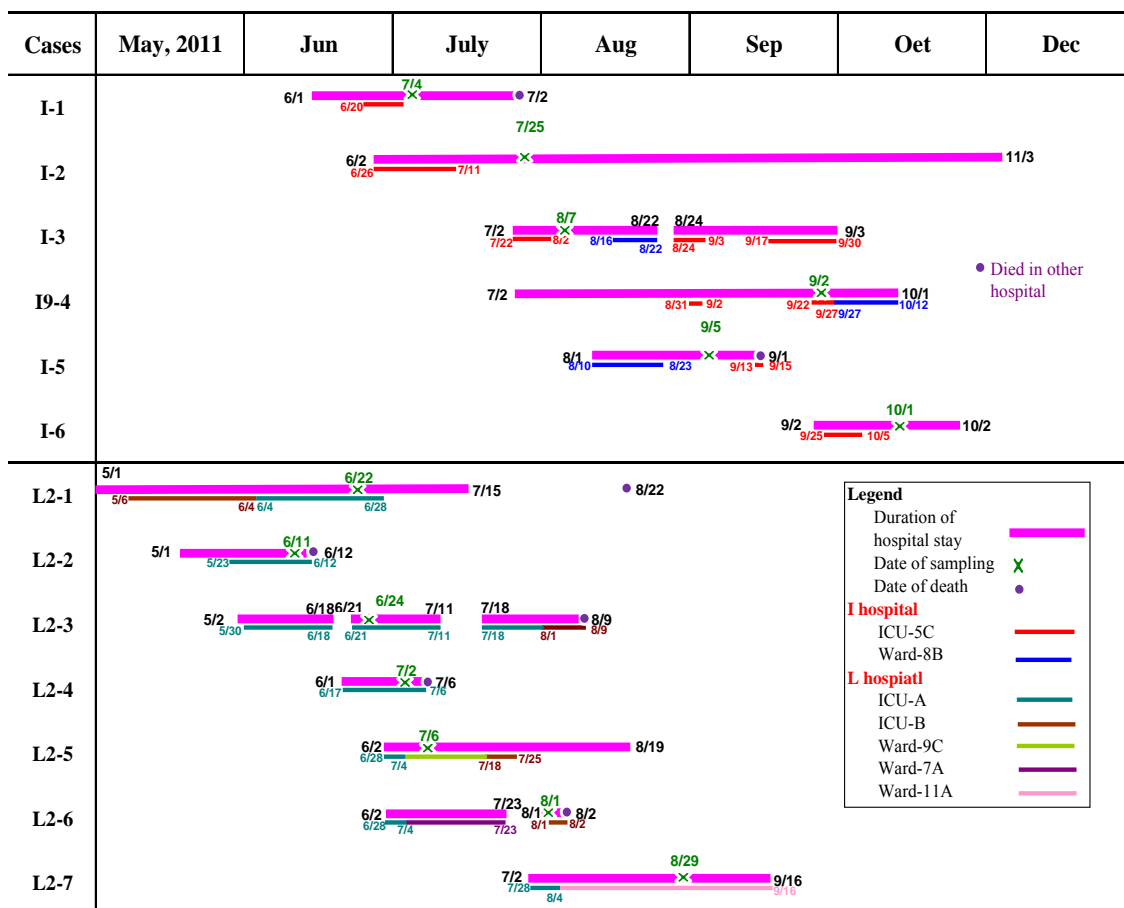 Cases May, 2011 Jun July Aug Sep Oet Dec
I-1
7/4
6/1 7/2
6/20
7/25
I-2
6/2 11/3
6/26 7/11
I-3
8/7 8/22 8/24
7/2 9/3
7/22 8/2 8/16 8/22 8/24 9/3 9/17 9/30
Died in other
hospital
I9-4
9/2
7/2 10/1
8/31 9/2 9/22 9/27 9/27 10/12
9/5
I-5
8/1 9/1
8/10 8/23 9/13 9/15
I-6
10/1
9/2 10/2
9/25 10/5
L2-1
5/1 6/22
7/15 8/22
5/6 6/4 6/4 6/28
L2-2
6/11
5/1 6/12
5/23 6/12
L2-3
6/18 6/21 6/24 7/11 7/18
5/2 8/9
5/30 6/18 6/21 7/11 7/18 8/1 8/9
L2-4
7/2
6/1 7/6
6/17 7/6
L2-5
7/6
6/2 8/19
6/28 7/4 7/18 7/25
L2-6
7/23 8/1
6/2 8/1 8/2
6/28 7/4 7/23 8/1 8/2
L2-7
8/29
7/2 9/16
7/28 8/4 9/16
Legend
Duration of
hospital stay
Date of sampling
Date of death
I hospital
ICU-5C
Ward-8B
L hospiatl
ICU-A
ICU-B
Ward-9C
Ward-7A
Ward-11A